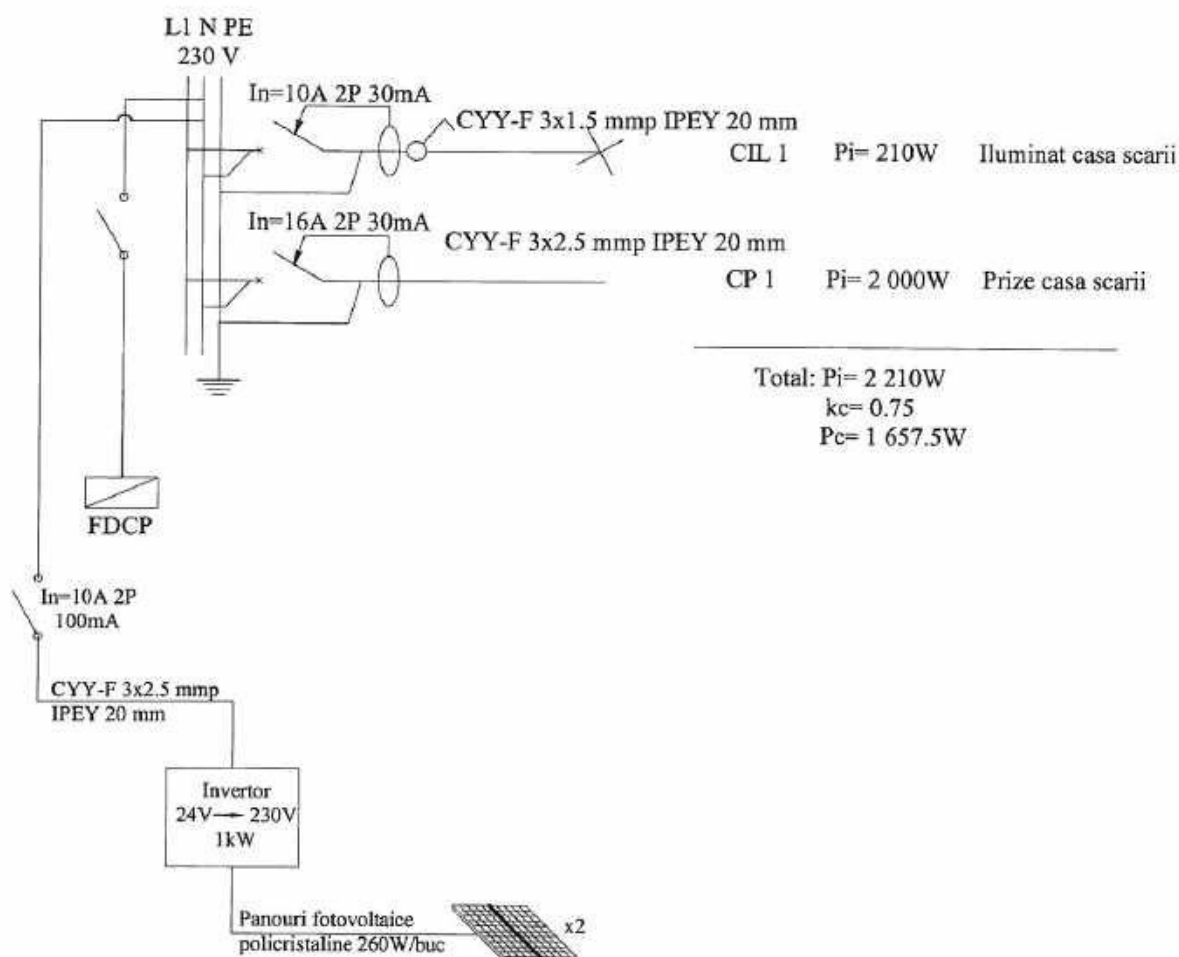 L1 N PE
230 V
In=10A 2P 30mA
CYY-F 3x1.5 mmp IPEY 20 mm
CIL 1 Pi= 210W Iluminat casa scarii
In=16A 2P 30mA
CYY-F 3x2.5 mmp IPEY 20 mm
CP 1 Pi= 2 000W Prize casa scarii
Total: Pi= 2 210W
kc= 0.75
Pc= 1 657.5W
FDCP
In=10A 2P
100mA
CYY-F 3x2.5 mmp
IPEY 20 mm
Invertor
24V → 230V
1kW
Panouri fotovoltaice
policristaline 260W/buc
x2